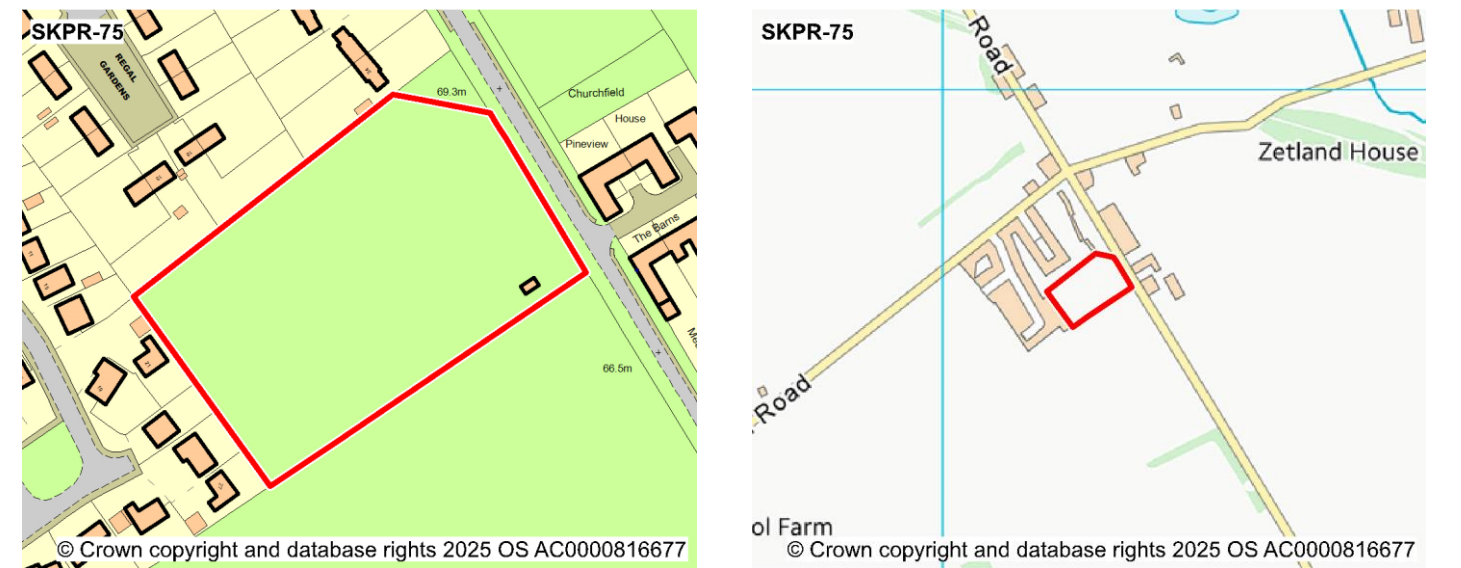 SKPR-75
REGAL
GARDENS
69.3m
Churchfield
House
Pineview
The Barns
66.5m
© Crown copyright and database rights 2025 OS AC0000816677
SKPR-75
Road
Zetland House
Road
ol Farm
© Crown copyright and database rights 2025 OS AC0000816677